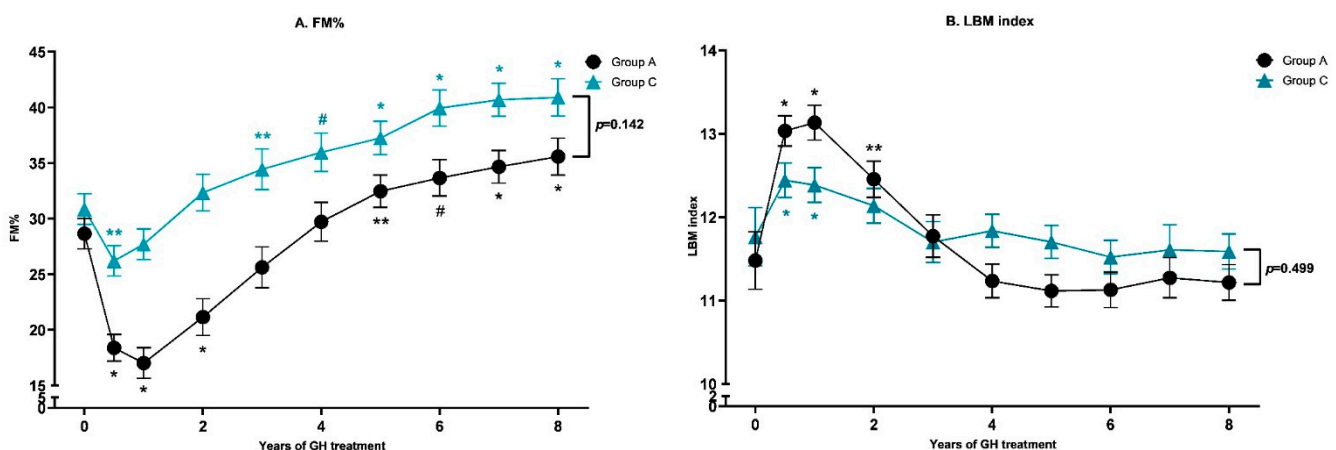 A. FM%
45
40
35
30
25
20
15
5
0
FM%
** ** # * * * *
* * * ** # * *
Group A
Group C
p=0.142
0 2 4 6 8
Years of GH treatment
B. LBM index
14
13
12
11
10
2
0
LBM index
* * **
* *
Group A
Group C
p=0.499
0 2 4 6 8
Years of GH treatment